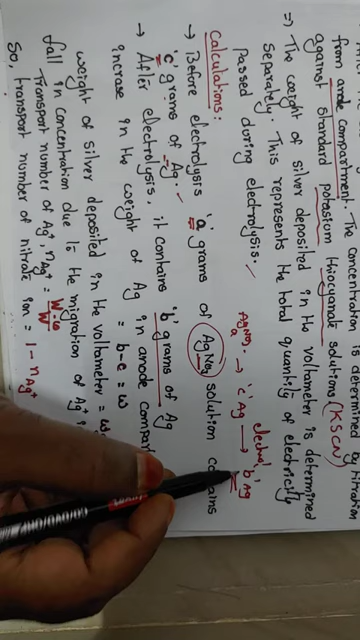 from anode compartment. The concentration is determined by titration
against standard potassium thiocyanate solutions (KSCN)
⇒ The weight of silver deposited in the voltameter is determined
separately. This represents the total quantity of electricity
passed during electrolysis.
AgNO3
a → 'c' Ag → 'b' Ag
Calculations:
→ Before electrolysis 'a' grams of AgNO3 solution contains
'c' grams of Ag.
→ After electrolysis, it contains 'b' grams of Ag in anode
increase in the weight of Ag = b-c = w
weight of silver deposited in the voltameter =
fall in concentration due to the migration of Ag+
Transport number of Ag+, nAg+ =
So, transport number of nitrate ion = 1 - nAg+